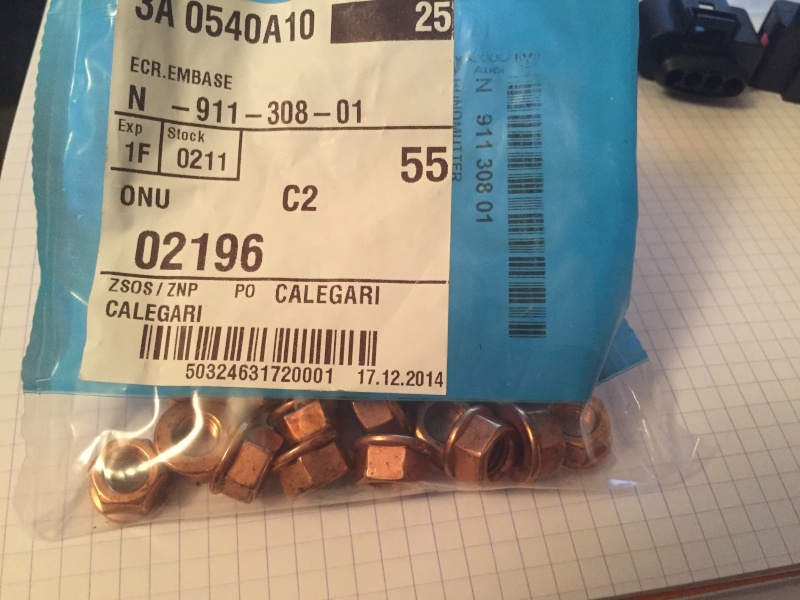 3A 0540A10 25
ECR.EMBASE
N -911-308-01
Exp Stock
1F 0211
55
ONU C2
02196
ZSOS / ZNP PO CALEGARI
CALEGARI
50324631720001 17.12.2014
AUDI
N 911 308 01